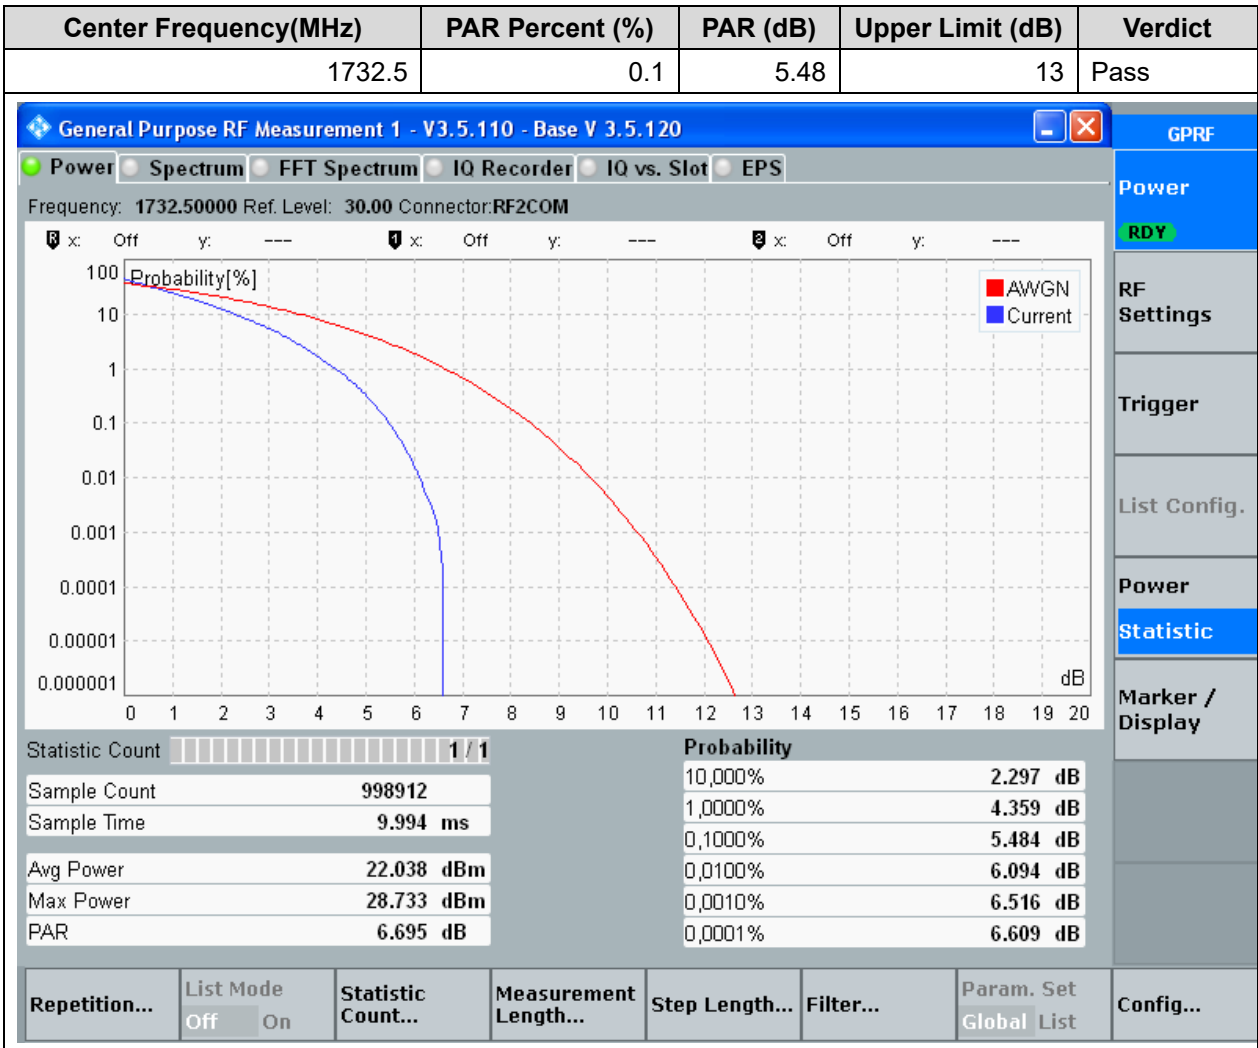 Center Frequency(MHz) PAR Percent (%) PAR (dB) Upper Limit (dB) Verdict
1732.5 0.1 5.48 13 Pass
General Purpose RF Measurement 1 - V3.5.110 - Base V 3.5.120
GPRF
Power Spectrum FFT Spectrum IQ Recorder IQ vs. Slot EPS
Frequency: 1732.50000 Ref. Level: 30.00 Connector:RF2COM
R x: Off y: --- 1 x: Off y: --- 2 x: Off y: ---
Probability[%]
100
10
1
0.1
0.01
0.001
0.0001
0.00001
0.000001
AWGN
Current
dB
0 1 2 3 4 5 6 7 8 9 10 11 12 13 14 15 16 17 18 19 20
Statistic Count 1 / 1
Sample Count 998912
Sample Time 9.994 ms
Avg Power 22.038 dBm
Max Power 28.733 dBm
PAR 6.695 dB
Probability
10,000% 2.297 dB
1,0000% 4.359 dB
0,1000% 5.484 dB
0,0100% 6.094 dB
0,0010% 6.516 dB
0,0001% 6.609 dB
Power
RDY
RF
Settings
Trigger
List Config.
Power
Statistic
Marker /
Display
Repetition...
List Mode
Off On
Statistic
Count...
Measurement
Length...
Step Length...
Filter...
Param. Set
Global List
Config...